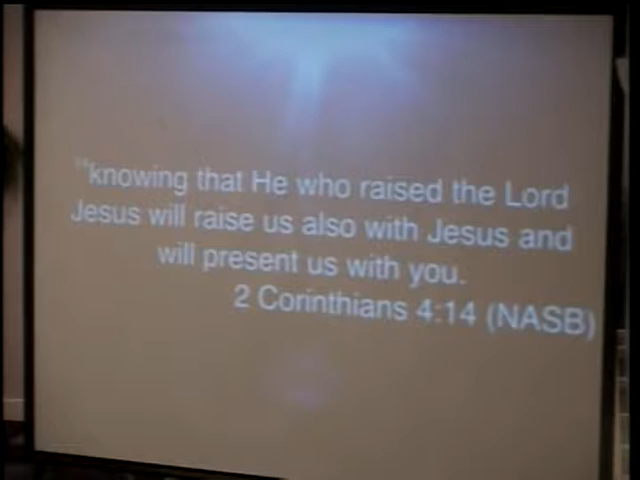 "knowing that He who raised the Lord
Jesus will raise us also with Jesus and
will present us with you.
2 Corinthians 4:14 (NASB)